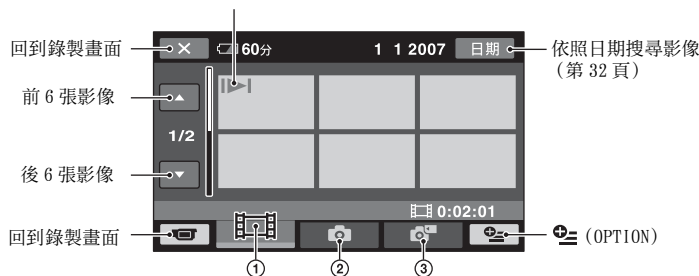 回到錄製畫面
60分
1 1 2007
日期
依照日期搜尋影像
(第 32 頁)
前 6 張影像
1/2
後 6 張影像
0:02:01
回到錄製畫面
(OPTION)
① ② ③